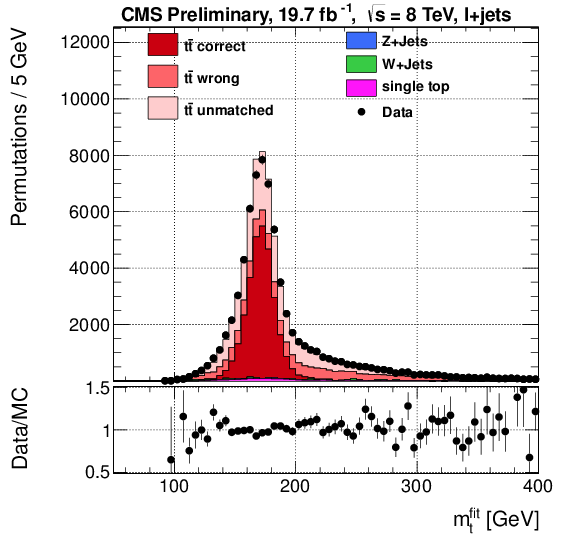 CMS Preliminary, 19.7 fb⁻¹, √s = 8 TeV, l+jets
Permutations / 5 GeV
12000
10000
8000
6000
4000
2000
tt̄ correct
tt̄ wrong
tt̄ unmatched
Z+Jets
W+Jets
single top
Data
Data/MC
1.5
1
0.5
100
200
300
400
mₜᶠⁱᵗ [GeV]